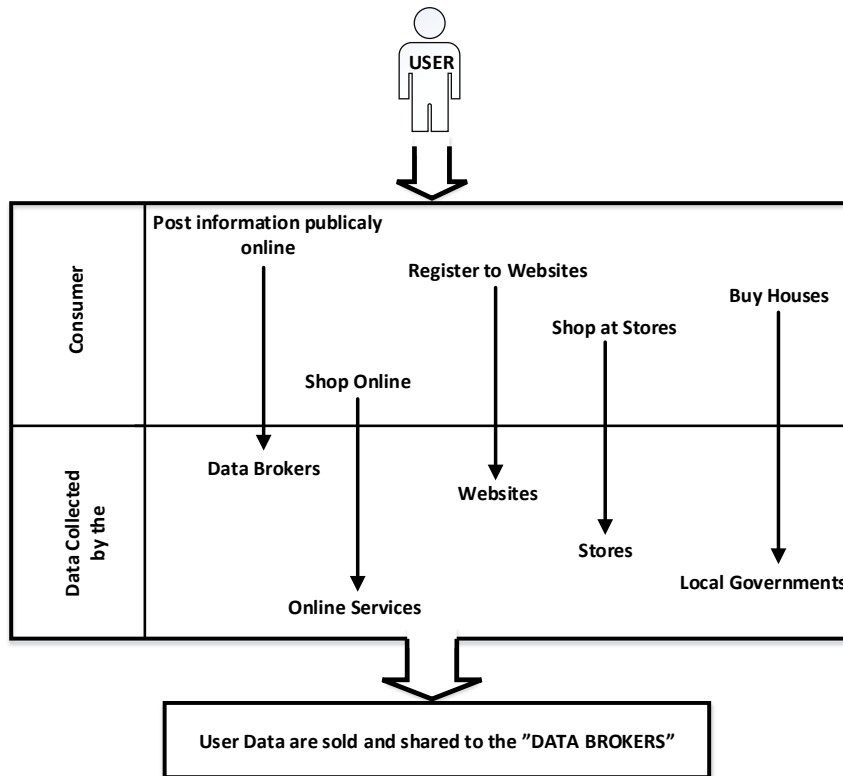 USER
Consumer
Post information publicaly
online
Register to Websites
Buy Houses
Shop at Stores
Shop Online
Data Collected
by the
Data Brokers
Websites
Stores
Local Governments
Online Services
User Data are sold and shared to the ”DATA BROKERS”